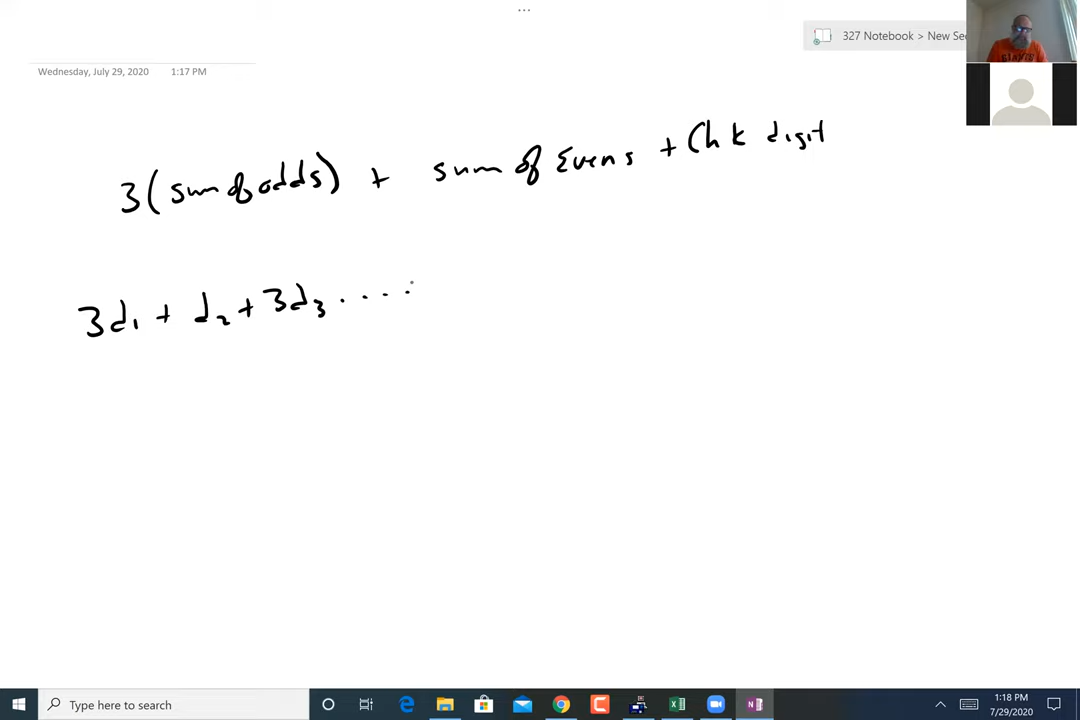 327 Notebook > New Sec
Wednesday, July 29, 2020 1:17 PM
3(sum of odds) + sum of Evens + Chk digit
3d₁ + d₂ + 3d₃ .....
Type here to search
1:18 PM
7/29/2020